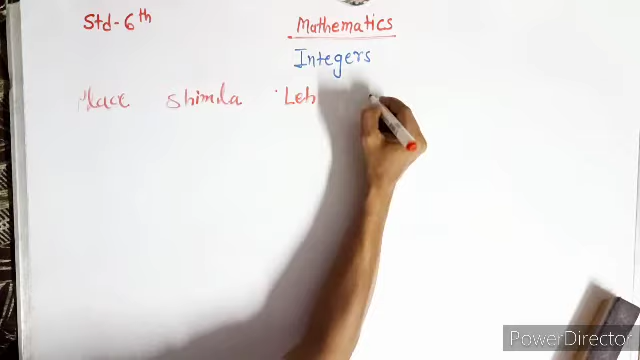 Std-6th Mathematics
Integers
Place Shimla Leh
PowerDirector